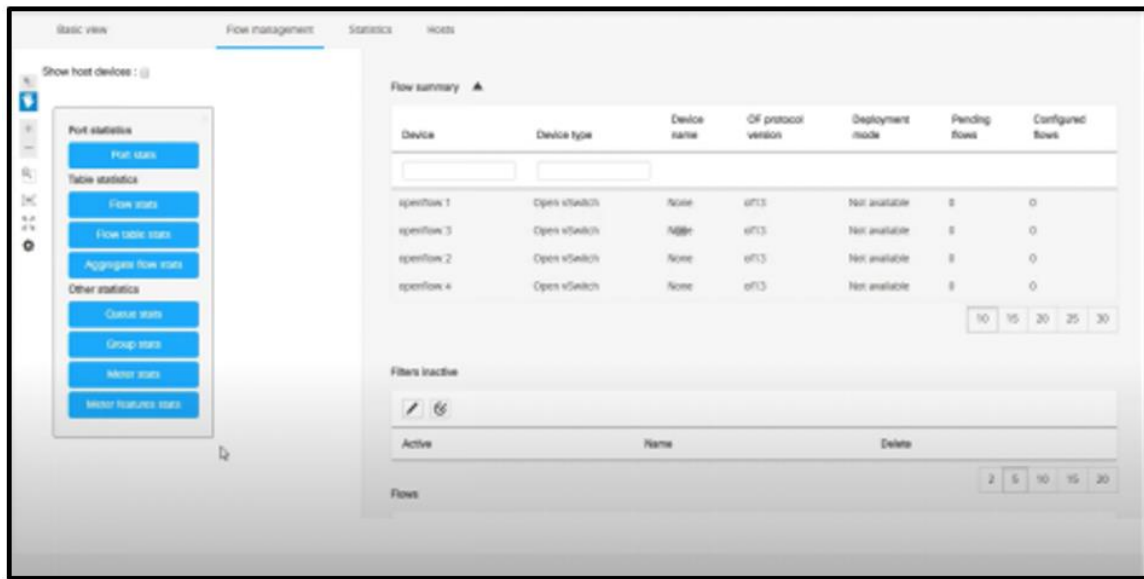 Basic view Flow management Statistics Hosts
Show host devices :
Port statistics
Port stats
Table statistics
Flow stats
Flow table stats
Aggregate flow stats
Other statistics
Queue stats
Group stats
Meter stats
Meter features stats
Flow summary
Device Device type Device name OF protocol version Deployment mode Pending flows Configured flows
openflow:1 Open vSwitch None of13 Not available 0 0
openflow:3 Open vSwitch of13 Not available 0 0
openflow:2 Open vSwitch None of13 Not available 0 0
openflow:4 Open vSwitch None of13 Not available 0 0
10 15 20 25 30
Filters inactive
Active Name Delete
2 5 10 15 20
Flows